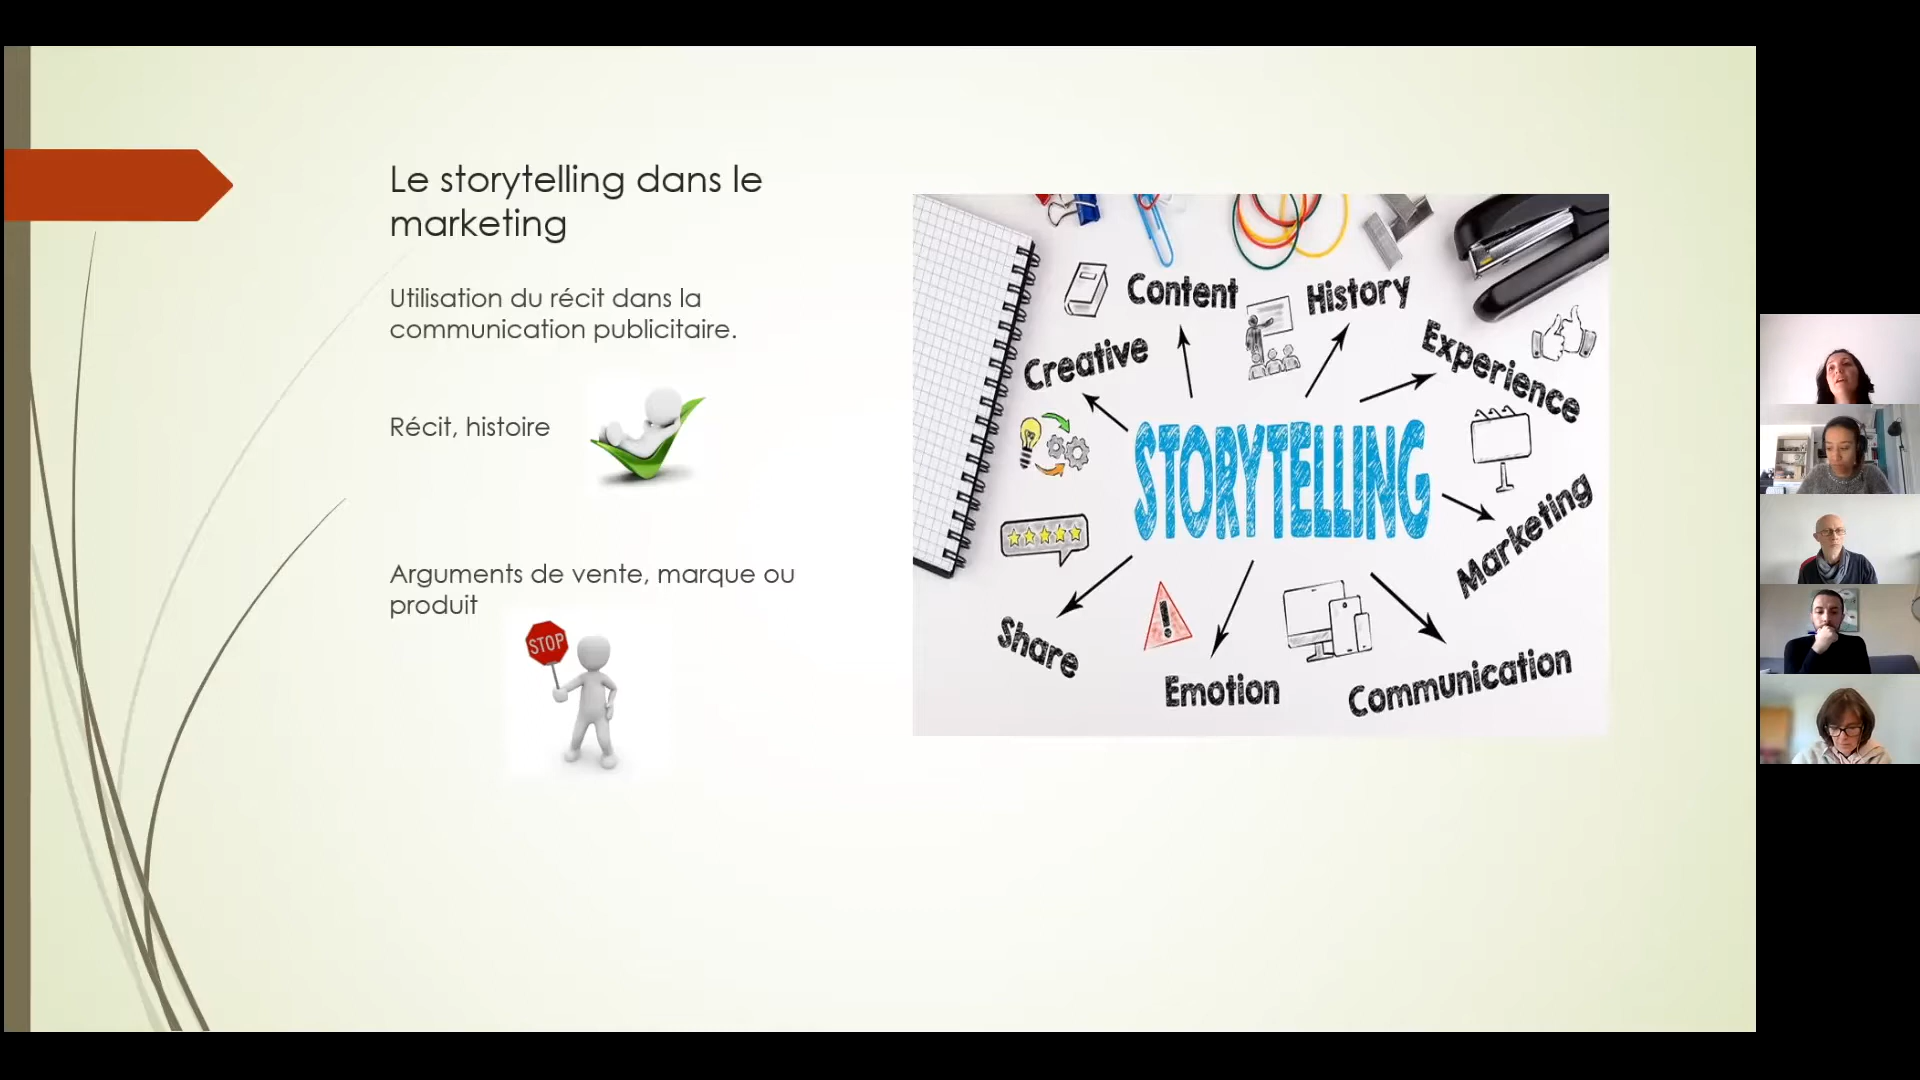 Le storytelling dans le
marketing
Utilisation du récit dans la
communication publicitaire.
Récit, histoire
Arguments de vente, marque ou
produit
STOP
Content
History
Creative
Experience
STORYTELLING
Marketing
Share
Emotion
Communication